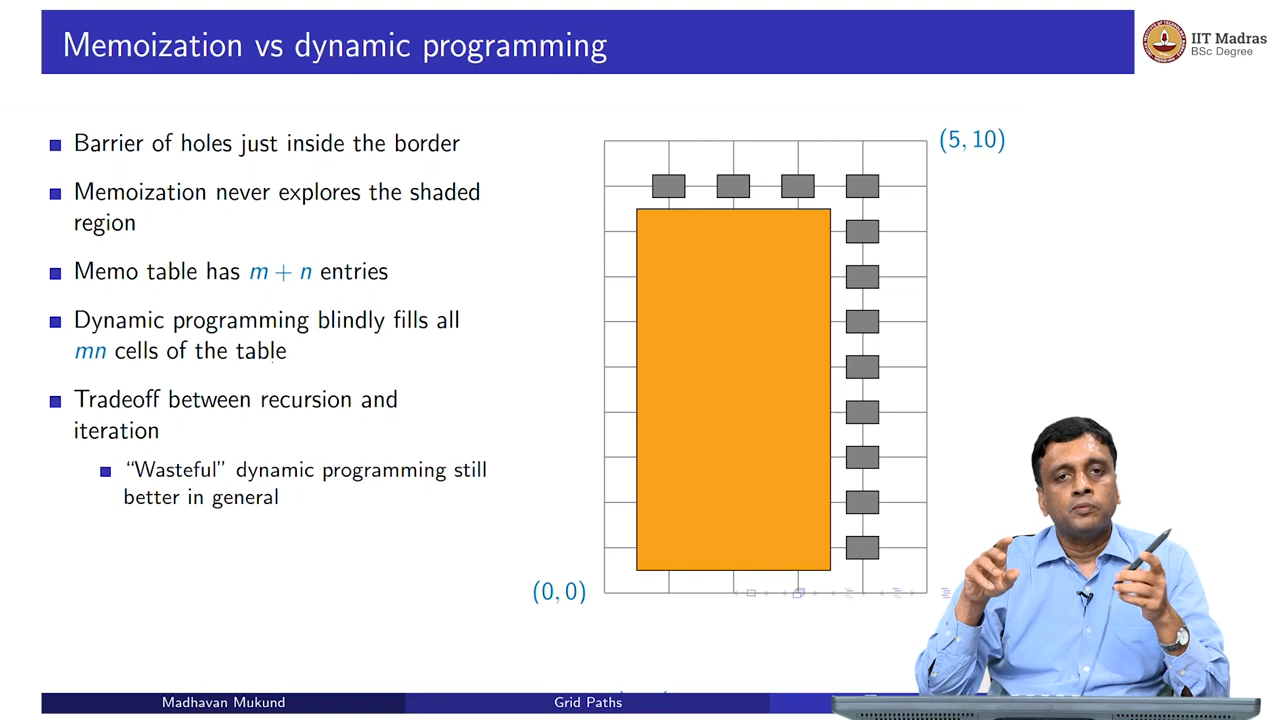 Memoization vs dynamic programming
IIT Madras
BSc Degree
Barrier of holes just inside the border
Memoization never explores the shaded
region
Memo table has m + n entries
Dynamic programming blindly fills all
mn cells of the table
Tradeoff between recursion and
iteration
“Wasteful” dynamic programming still
better in general
(5, 10)
(0, 0)
Madhavan Mukund
Grid Paths